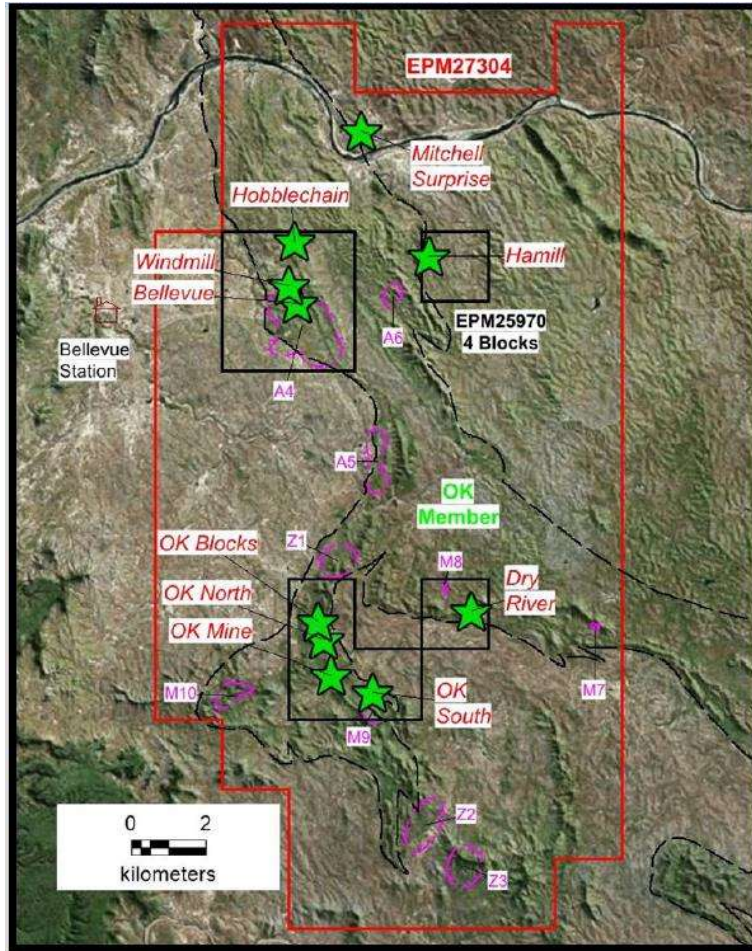 EPM27304
Mitchell
Surprise
Hobblechain
Windmill
Bellevue
Hamill
Bellevue
Station
A6
EPM25970
4 Blocks
A4
A5
OK
Member
OK Blocks
Z1
OK North
M8
Dry
River
OK Mine
M10
OK
South
M7
M9
Z2
Z3
0 2
kilometers